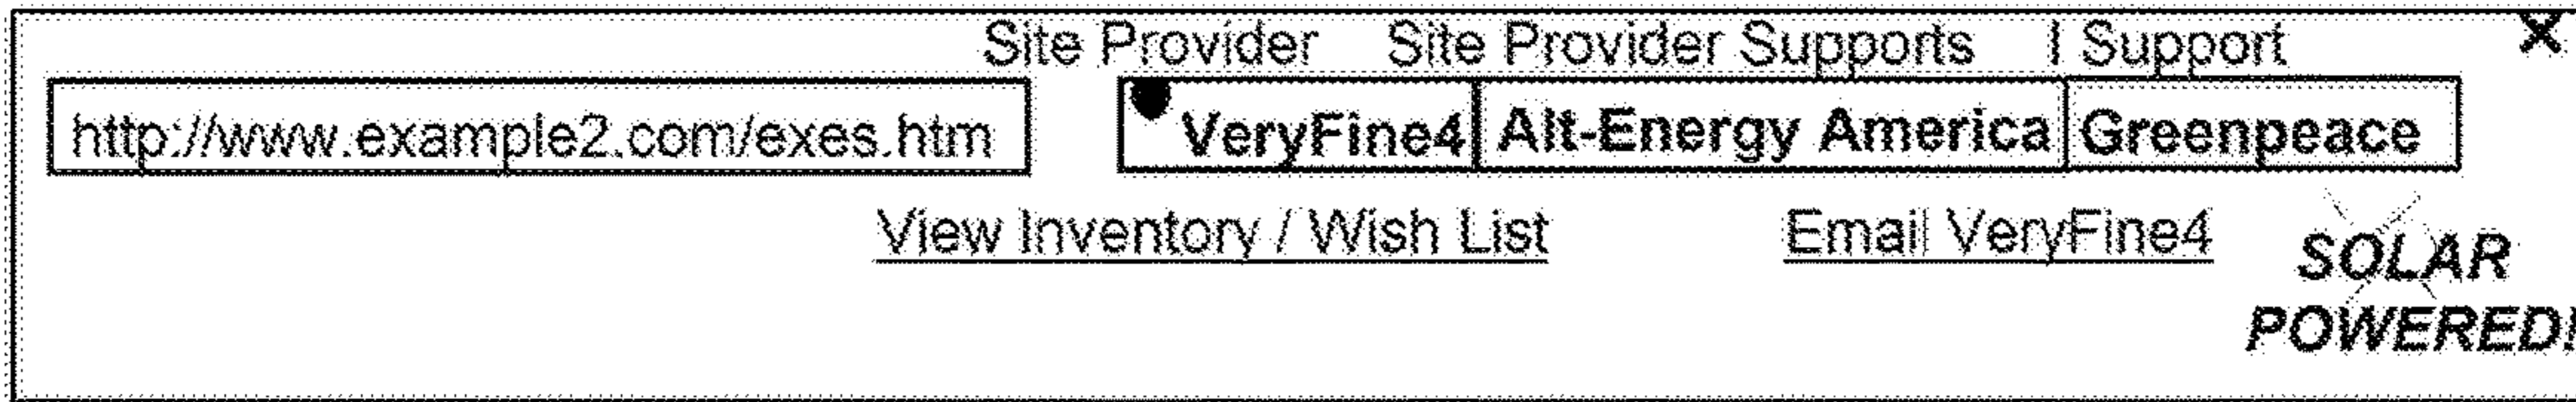 Site Provider Site Provider Supports I Support X
http://www.example2.com/exes.htm VeryFine4 Alt-Energy America Greenpeace
View Inventory / Wish List Email VeryFine4
SOLAR
POWERED!